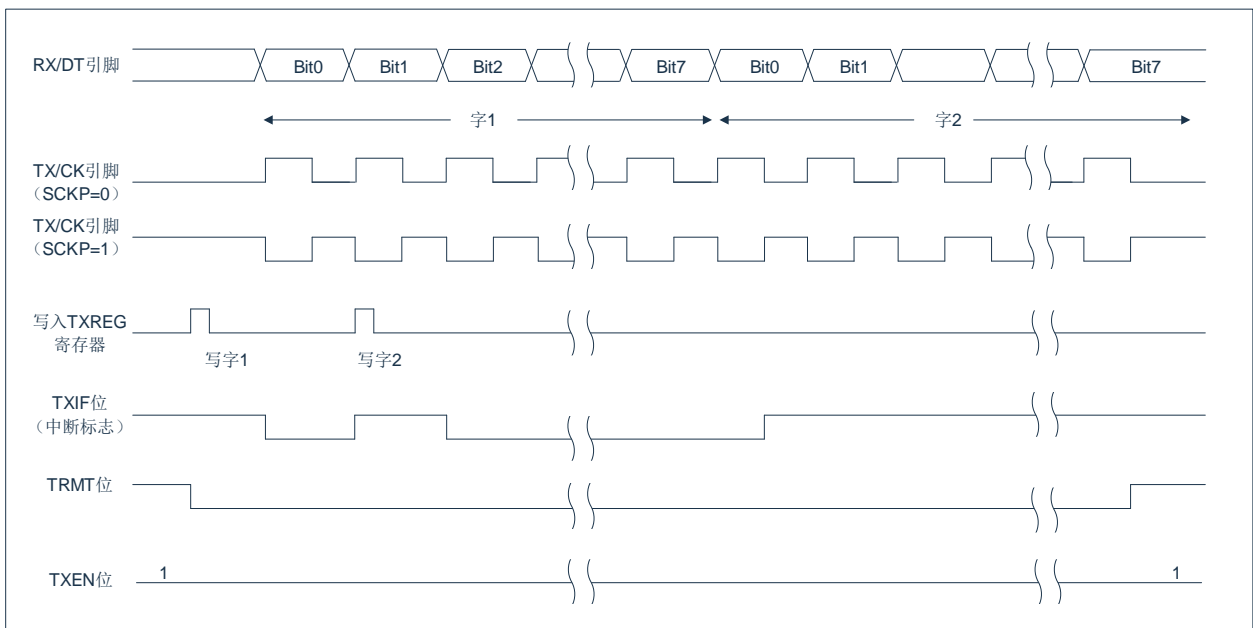 RX/DT引脚
Bit0 Bit1 Bit2 Bit7 Bit0 Bit1 Bit7
字1 字2
TX/CK引脚
（SCKP=0）
TX/CK引脚
（SCKP=1）
写入TXREG
寄存器
写字1 写字2
TXIF位
（中断标志）
TRMT位
TXEN位 1 1